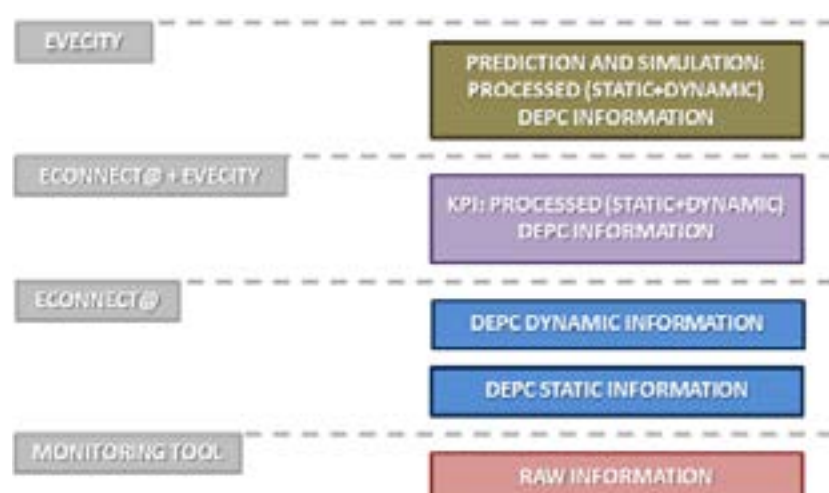 EVECITY
PREDICTION AND SIMULATION:
PROCESSED (STATIC+DYNAMIC)
DEPC INFORMATION
ECONNECT@ + EVECITY
KPI: PROCESSED (STATIC+DYNAMIC)
DEPC INFORMATION
ECONNECT@
DEPC DYNAMIC INFORMATION
DEPC STATIC INFORMATION
MONITORING TOOL
RAW INFORMATION